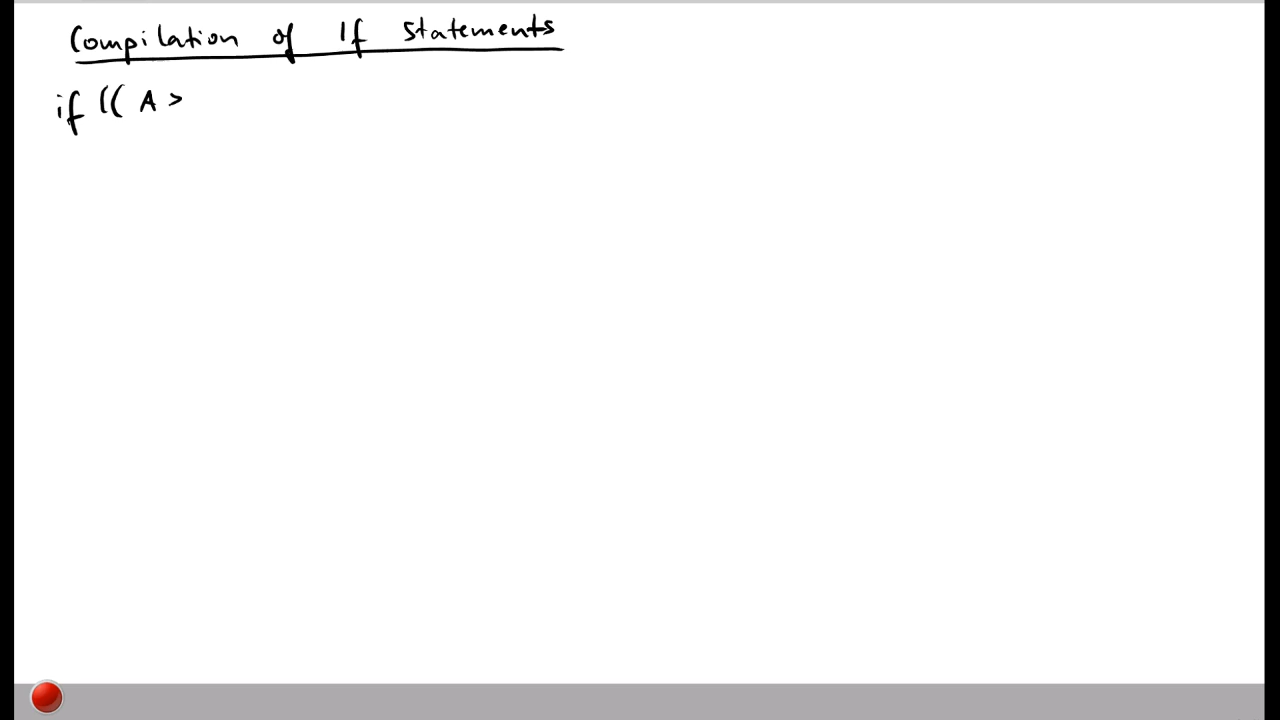 Compilation of If statements
if (( A >